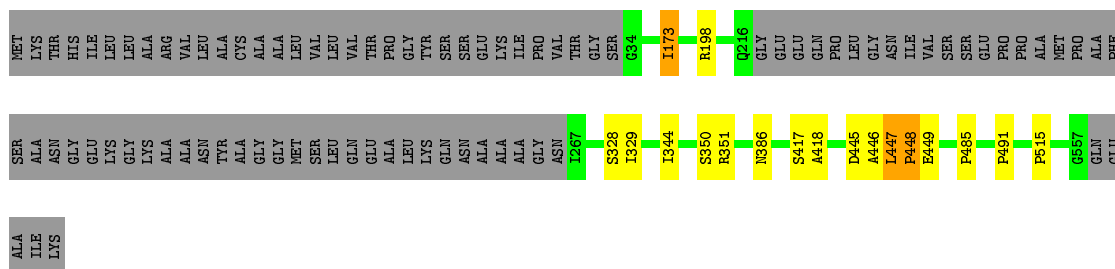 MET LYS THR HIS ILE LEU LEU ALA ARG VAL LEU ALA CYS ALA ALA LEU VAL LEU VAL THR PRO GLY TYR SER SER GLU LYS ILE PRO VAL THR GLY SER G34 I173 R198 Q216 GLY GLU GLU GLN PRO LEU GLY ASN ILE VAL SER SER GLU PRO PRO ALA MET PRO ALA PHE
SER ALA ASN GLY GLU LYS GLY LYS ALA ALA ASN TYR ALA GLY GLY MET SER LEU LEU GLN GLU ALA LEU LYS GLN ASN ALA ALA ALA GLY ASN I267 S328 I329 I344 S350 R351 N386 S417 A418 D445 A446 L447 P448 E449 P485 P491 P515 G557 GLN GLU
ALA ILE LYS